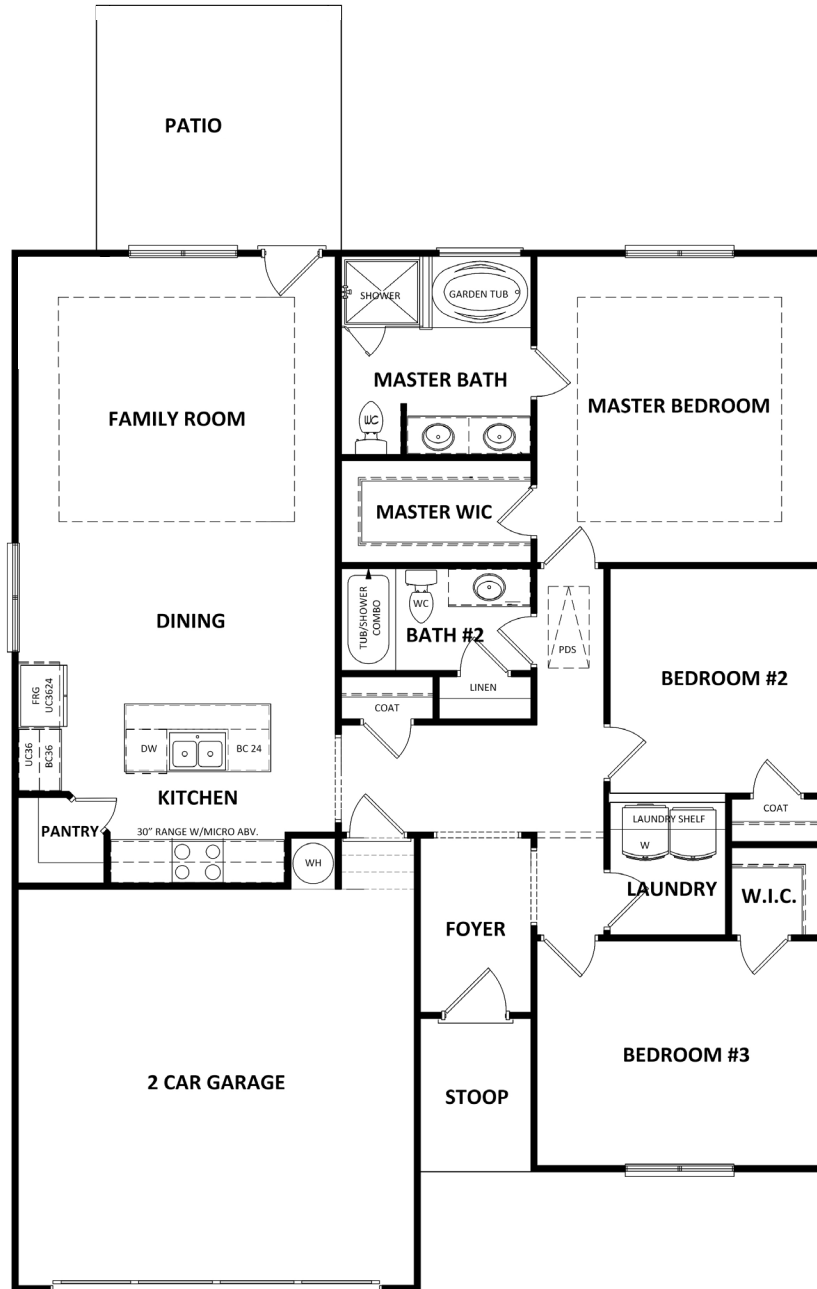 PATIO
SHOWER
GARDEN TUB
MASTER BATH
FAMILY ROOM
MASTER BEDROOM
WC
MASTER WIC
TUB/SHOWER
COMBO
WC
DINING
BATH #2
PDS
FRG
UC3624
LINEN
BEDROOM #2
COAT
UC36
BC36
DW
BC 24
KITCHEN
COAT
PANTRY
30” RANGE W/MICRO ABV.
LAUNDRY SHELF
W
WH
LAUNDRY
W.I.C.
FOYER
BEDROOM #3
2 CAR GARAGE
STOOP